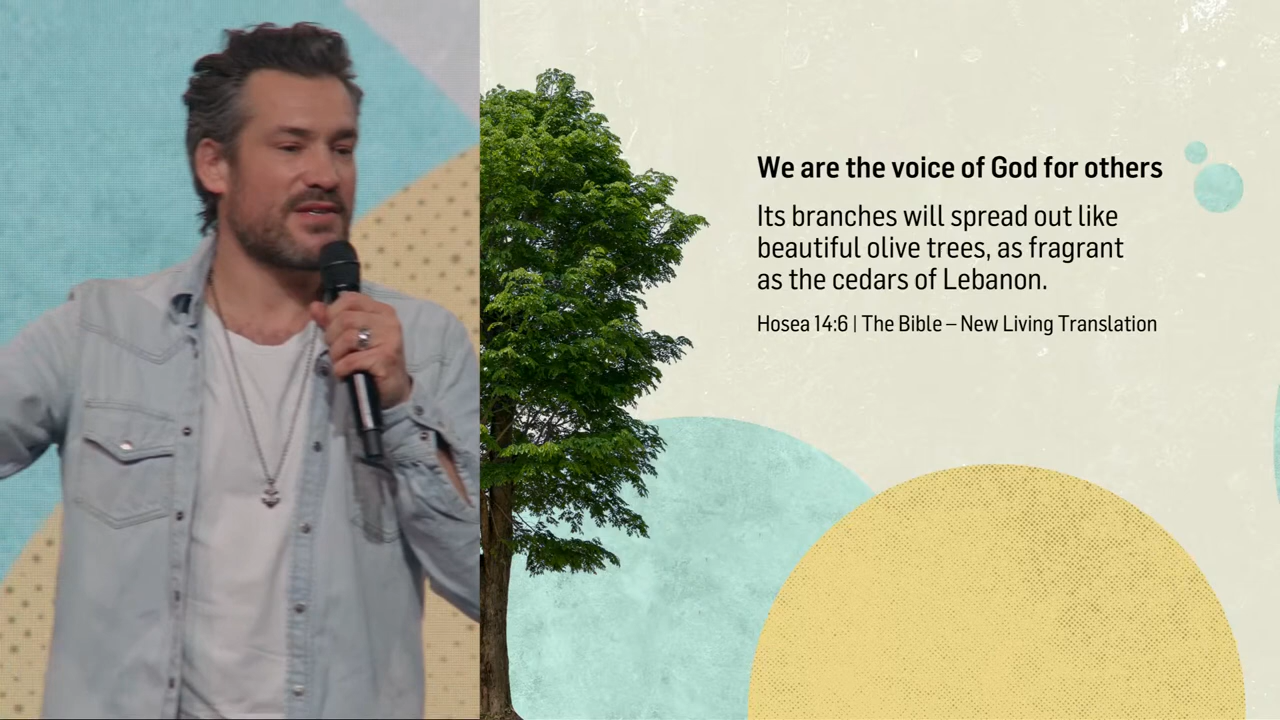 We are the voice of God for others
Its branches will spread out like
beautiful olive trees, as fragrant
as the cedars of Lebanon.
Hosea 14:6 | The Bible – New Living Translation